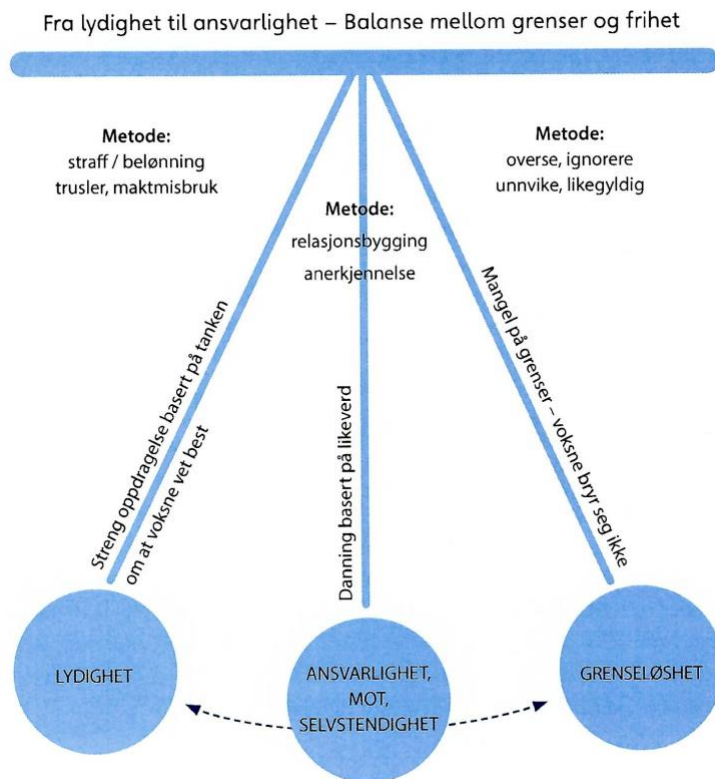 Fra lydighet til ansvarlighet – Balanse mellom grenser og frihet
Metode:
straff / belønning
trusler, maktmisbruk
Metode:
relasjonsbygging
anerkjennelse
Metode:
overse, ignorere
unnvike, likegyldig
Streng oppdragelse basert på tanken
om at voksne vet best
Danning basert på likeverd
Mangel på grenser – voksne bryr seg ikke
LYDIGHET
ANSVARLIGHET,
MOT,
SELVSTENDIGHET
GRENSELØSHET